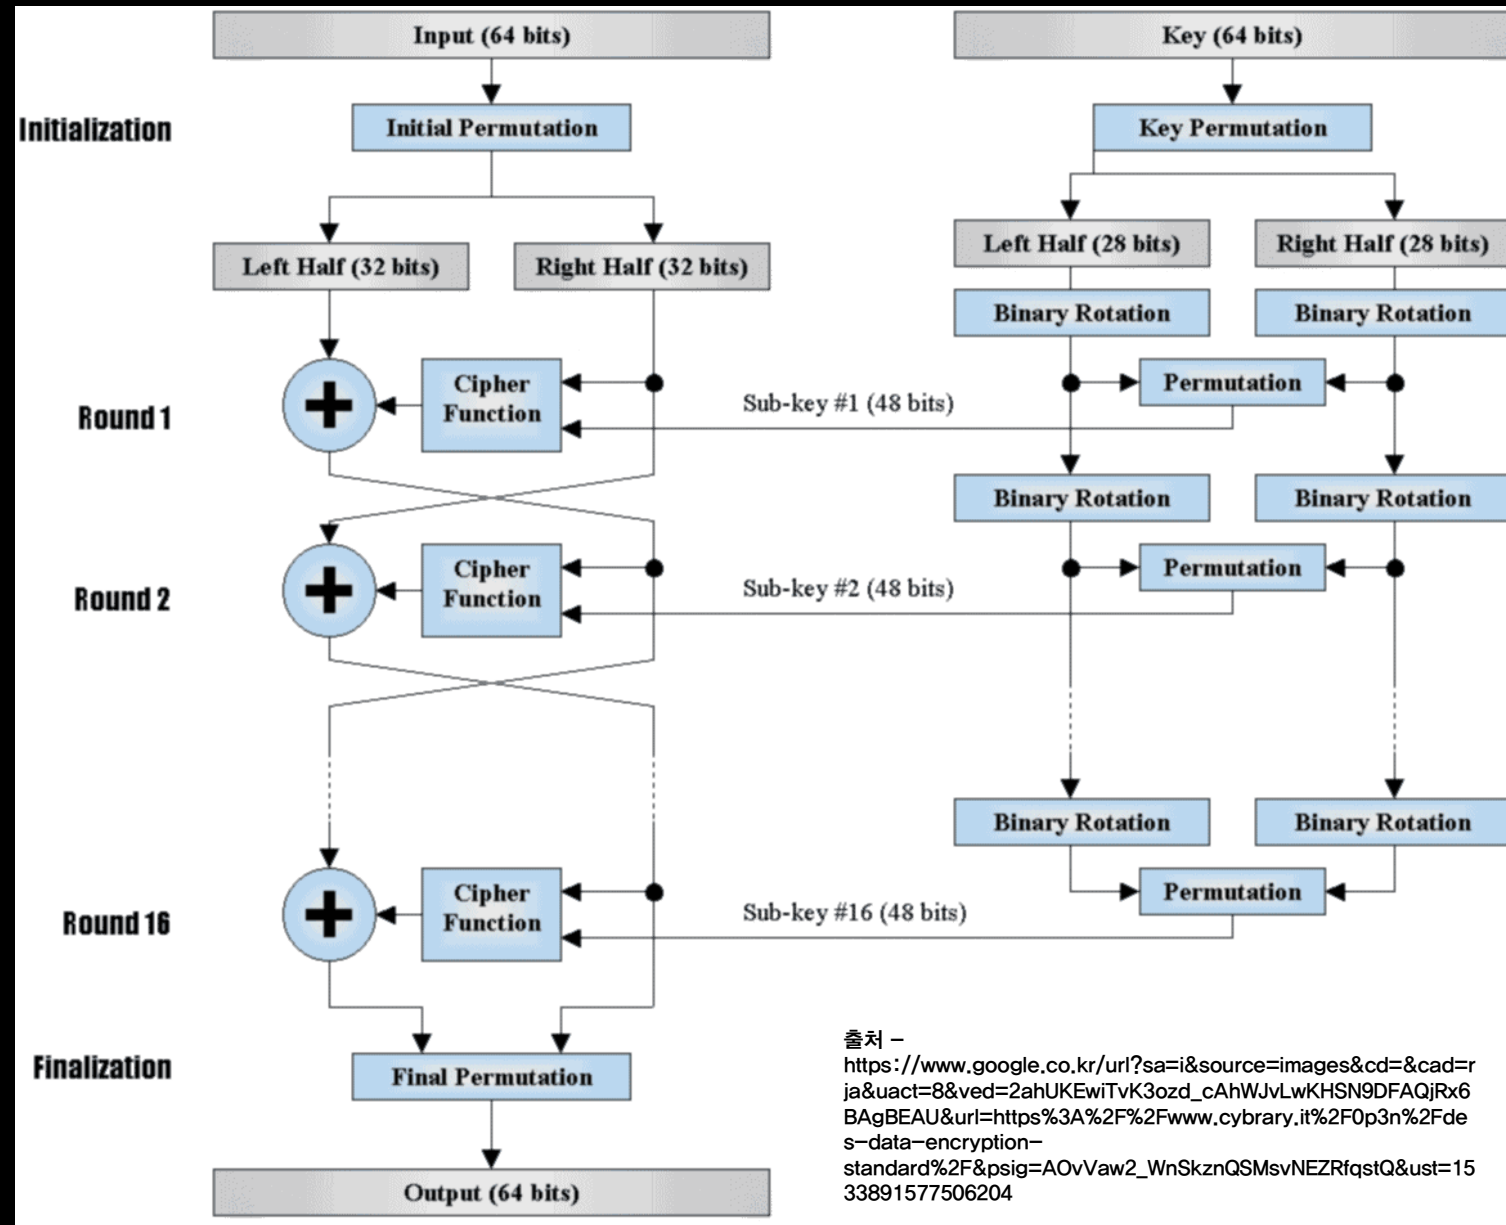 Input (64 bits)
Key (64 bits)
Initialization
Initial Permutation
Key Permutation
Left Half (32 bits)
Right Half (32 bits)
Left Half (28 bits)
Right Half (28 bits)
Binary Rotation
Binary Rotation
Round 1
Cipher
Function
Sub-key #1 (48 bits)
Permutation
Binary Rotation
Binary Rotation
Round 2
Cipher
Function
Sub-key #2 (48 bits)
Permutation
Binary Rotation
Binary Rotation
Round 16
Cipher
Function
Sub-key #16 (48 bits)
Permutation
Finalization
Final Permutation
Output (64 bits)
출처 –
https://www.google.co.kr/url?sa=i&source=images&cd=&cad=r
ja&uact=8&ved=2ahUKEwiTvK3ozd_cAhWJvLwKHSN9DFAQjRx6
BAgBEAU&url=https%3A%2F%2Fwww.cybrary.it%2F0p3n%2Fde
s-data-encryption-
standard%2F&psig=AOvVaw2_WnSkznQSMsvNEZRfqstQ&ust=15
33891577506204